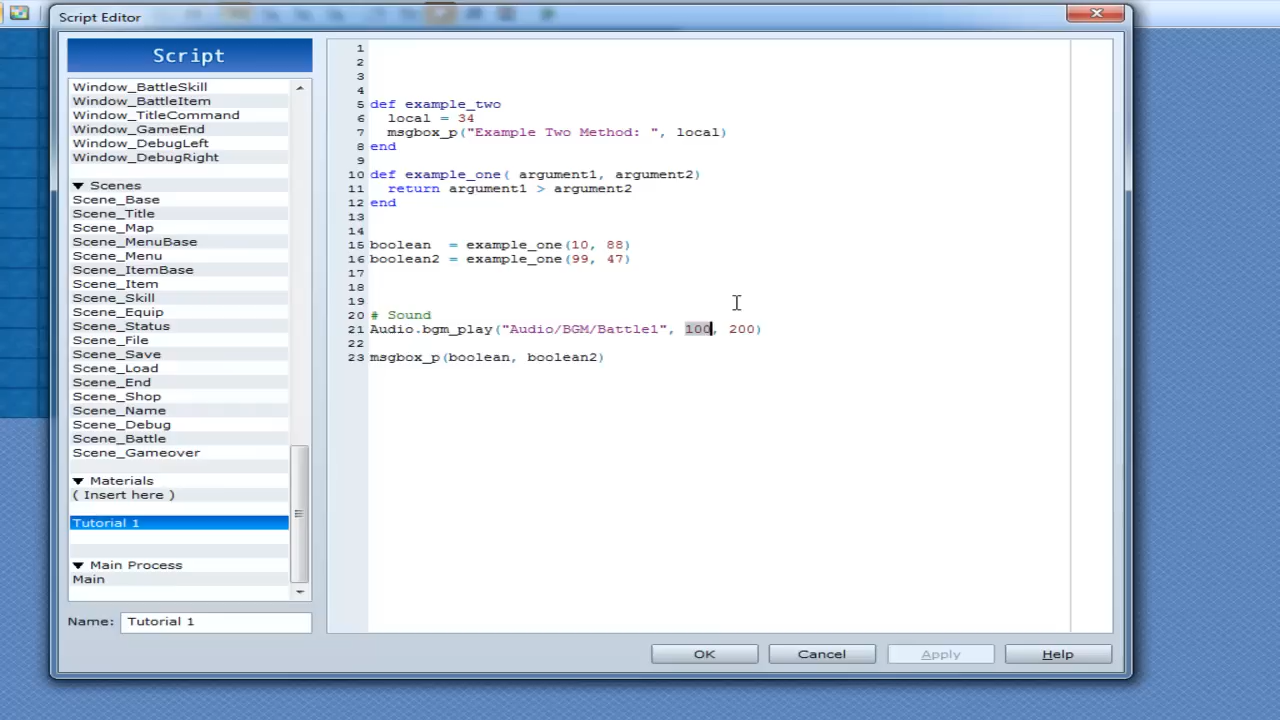 Script Editor
Script
Window_BattleSkill
Window_BattleItem
Window_TitleCommand
Window_GameEnd
Window_DebugLeft
Window_DebugRight
▼ Scenes
Scene_Base
Scene_Title
Scene_Map
Scene_MenuBase
Scene_Menu
Scene_ItemBase
Scene_Item
Scene_Skill
Scene_Equip
Scene_Status
Scene_File
Scene_Save
Scene_Load
Scene_End
Scene_Shop
Scene_Name
Scene_Debug
Scene_Battle
Scene_Gameover
▼ Materials
( Insert here )
Tutorial 1
▼ Main Process
Main
Name: Tutorial 1
1
2
3
4
5 def example_two
6   local = 34
7   msgbox_p("Example Two Method: ", local)
8 end
9
10 def example_one( argument1, argument2)
11   return argument1 > argument2
12 end
13
14
15 boolean  = example_one(10, 88)
16 boolean2 = example_one(99, 47)
17
18
19
20 # Sound
21 Audio.bgm_play("Audio/BGM/Battle1", 100, 200)
22
23 msgbox_p(boolean, boolean2)
OK Cancel Apply Help